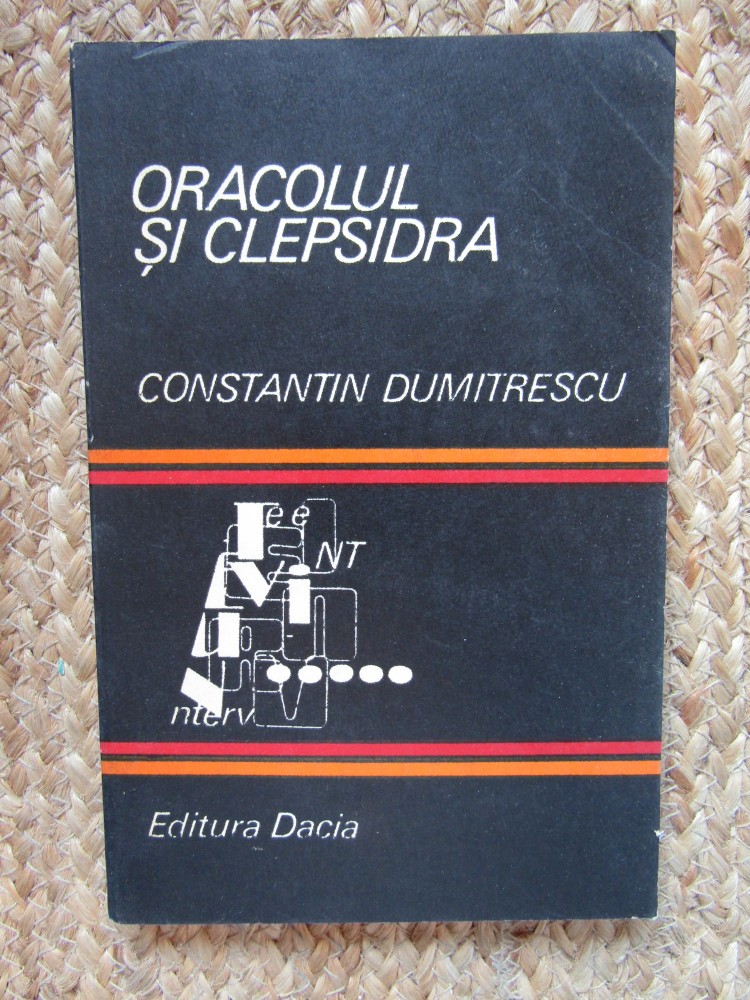 ORACOLUL
ȘI CLEPSIDRA
CONSTANTIN DUMITRESCU
NT
nterv
Editura Dacia